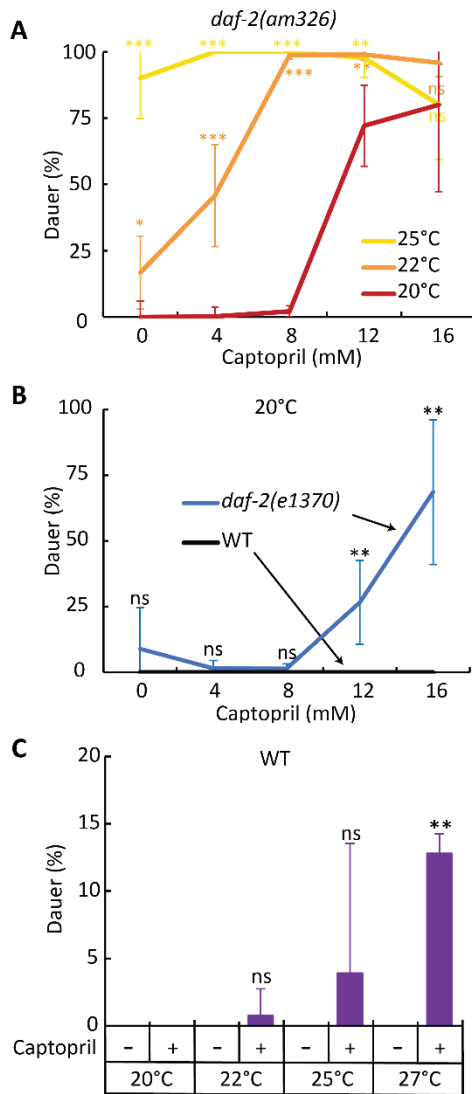 A
daf-2(am326)
*** *** *** **
100
*** **
ns
ns
75
***
50
*
25
25°C
22°C
20°C
0
0 4 8 12 16
Captopril (mM)
Dauer (%)
B
20°C
100
**
75
daf-2(e1370)
WT
50
**
25
ns
ns ns
0
0 4 8 12 16
Captopril (mM)
Dauer (%)
C
WT
20
15
**
ns
10
5
ns
0
Dauer (%)
Captopril − + − + − + − +
20°C 22°C 25°C 27°C